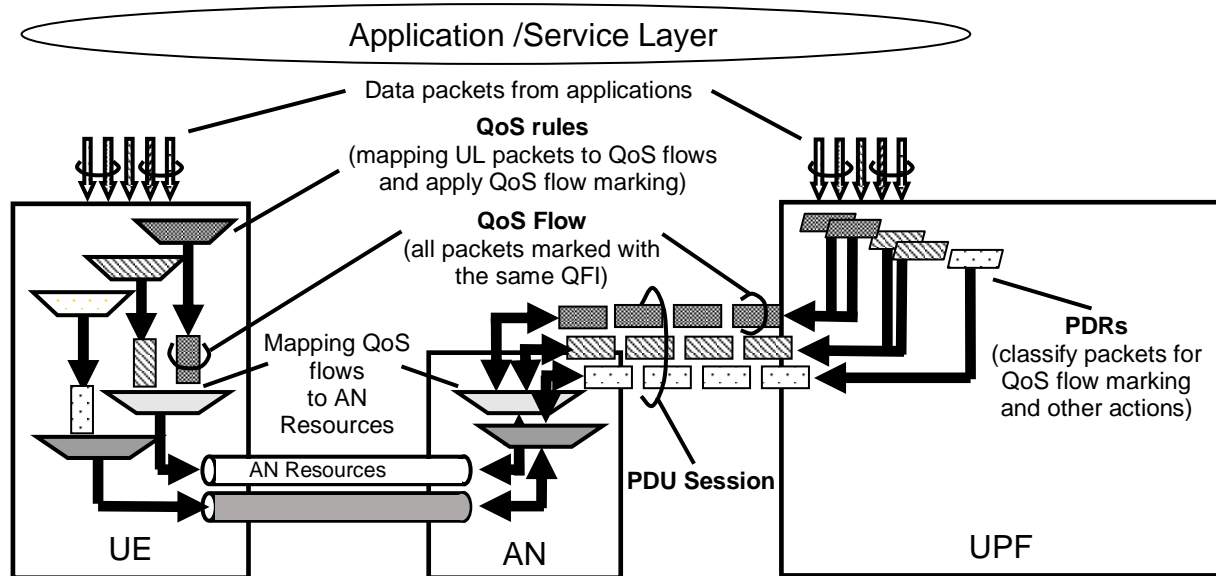 Application /Service Layer
Data packets from applications
QoS rules
(mapping UL packets to QoS flows
and apply QoS flow marking)
QoS Flow
(all packets marked with
the same QFI)
Mapping QoS
flows
to AN
Resources
PDRs
(classify packets for
QoS flow marking
and other actions)
AN Resources
PDU Session
UE
AN
UPF